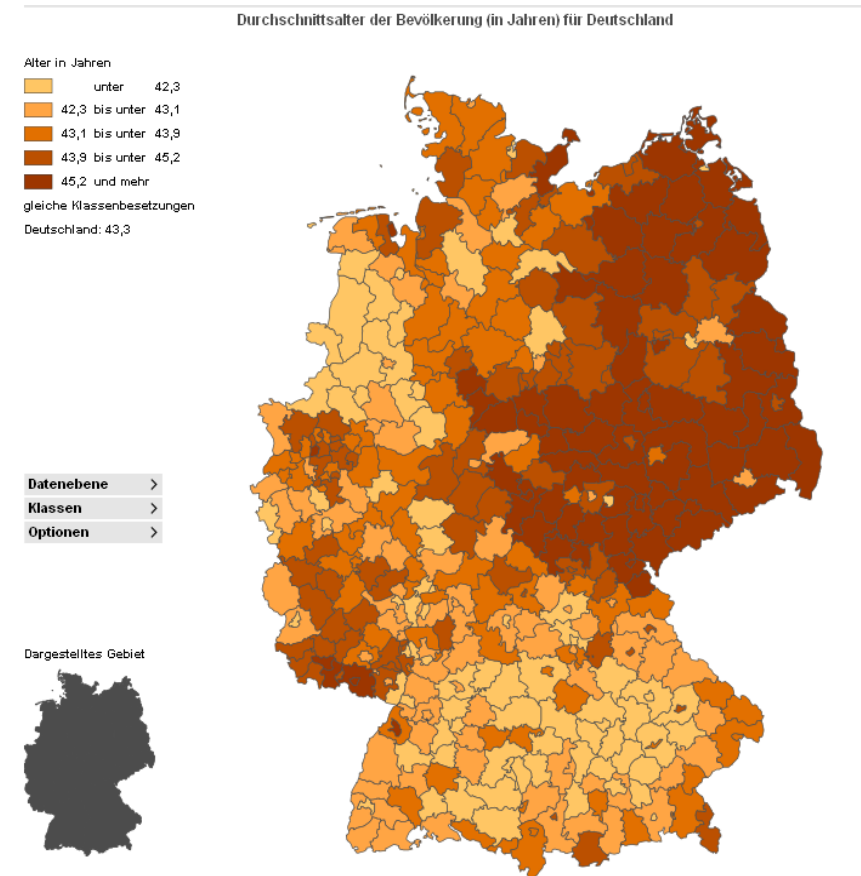 Durchschnittsalter der Bevölkerung (in Jahren) für Deutschland
Alter in Jahren
unter 42,3
42,3 bis unter 43,1
43,1 bis unter 43,9
43,9 bis unter 45,2
45,2 und mehr
gleiche Klassenbesetzungen
Deutschland: 43,3
Datenebene >
Klassen >
Optionen >
Dargestelltes Gebiet